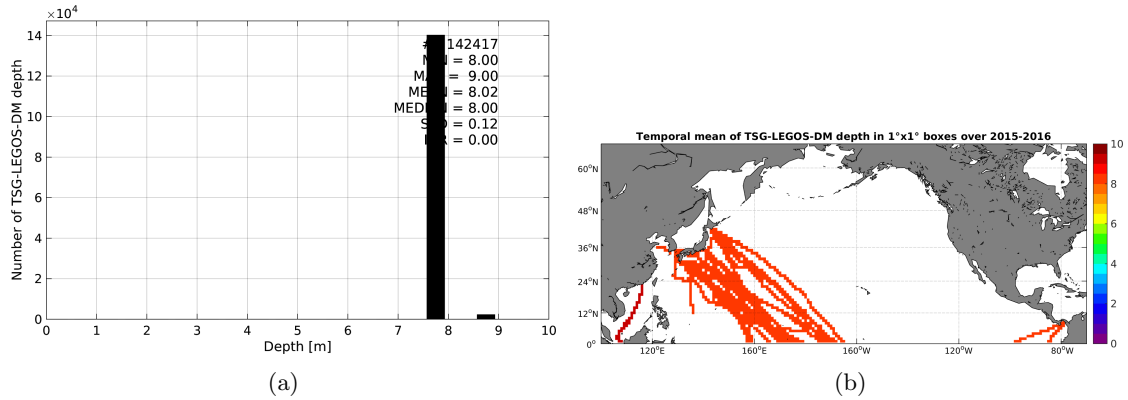 ×10⁴
14
12
10
8
6
4
2
0
Number of TSG-LEGOS-DM depth
142417
= 8.00
= 9.00
= 8.02
= 8.00
= 0.12
= 0.00
0 1 2 3 4 5 6 7 8 9 10
Depth [m]
(a)
Temporal mean of TSG-LEGOS-DM depth in 1°x1° boxes over 2015-2016
60°N
48°N
36°N
24°N
12°N
0°
120°E 160°E 160°W 120°W 80°W
10
8
6
4
2
0
(b)